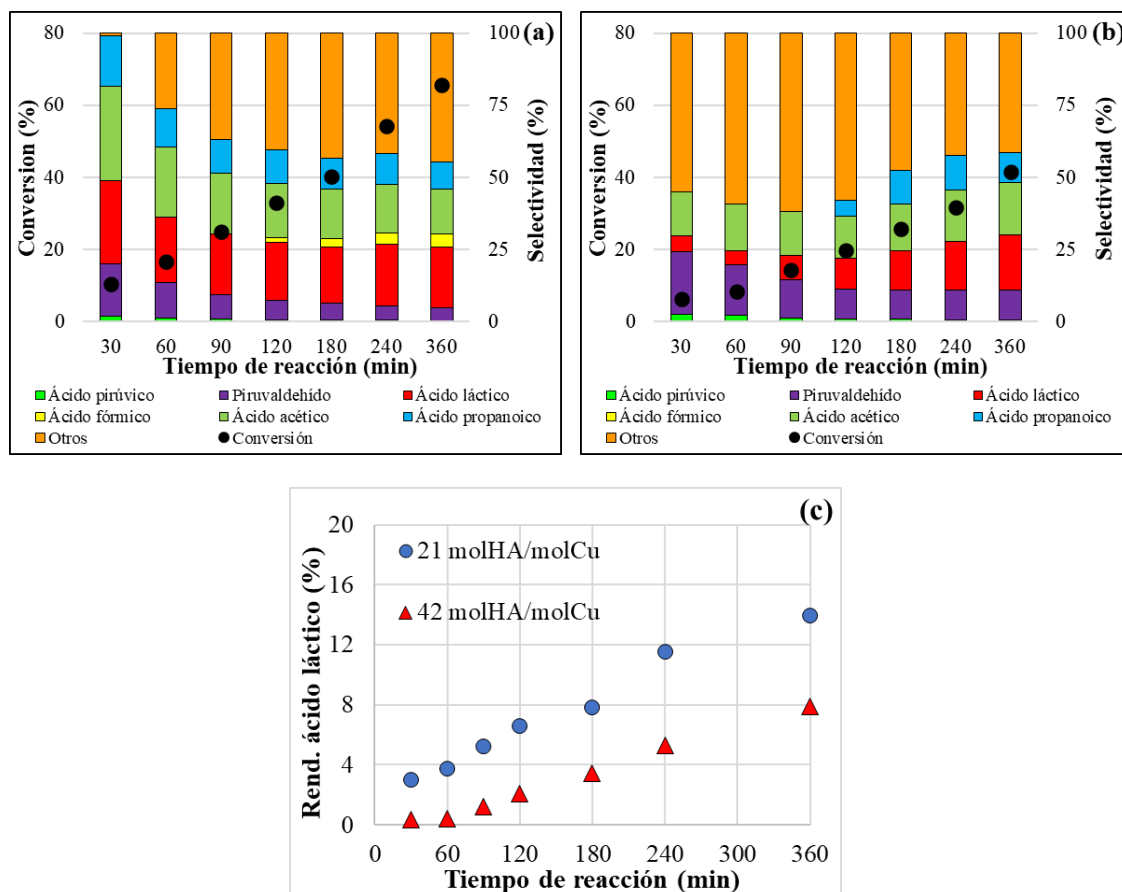 (a)
Conversion (%)
80
60
40
20
0
100
75
50
25
0
Selectividad (%)
30 60 90 120 180 240 360
Tiempo de reacción (min)
Ácido pirúvico Piruvaldehído Ácido láctico
Ácido fórmico Ácido acético Ácido propanoico
Otros Conversión
(b)
Conversion (%)
80
60
40
20
0
100
75
50
25
0
Selectividad (%)
30 60 90 120 180 240 360
Tiempo de reacción (min)
Ácido pirúvico Piruvaldehído Ácido láctico
Ácido fórmico Ácido acético Ácido propanoico
Otros Conversión
(c)
Rend. ácido láctico (%)
20
16
12
8
4
0
21 molHA/molCu
42 molHA/molCu
0 60 120 180 240 300 360
Tiempo de reacción (min)